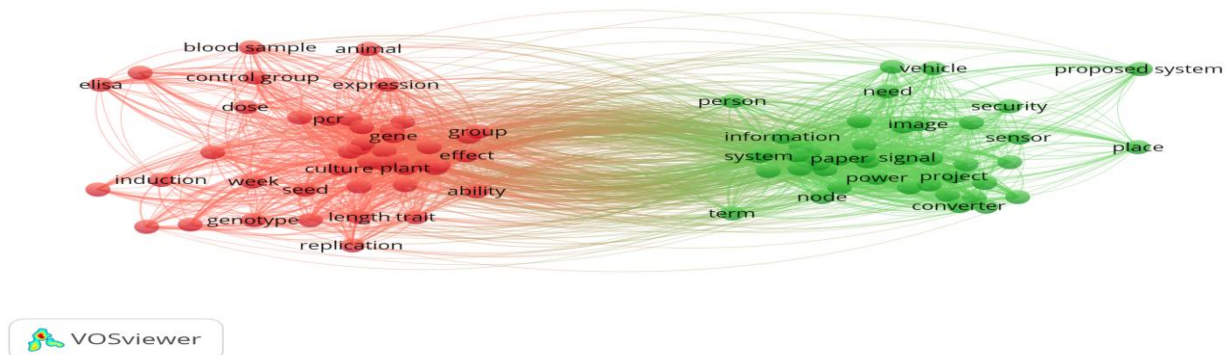 blood sample
animal
vehicle
proposed system
elisa
control group
expression
need
dose
person
security
pcr
gene
group
information
image
sensor
effect
system
paper
signal
place
induction
week
culture
plant
seed
ability
power
project
node
converter
genotype
length
trait
term
replication
VOSviewer